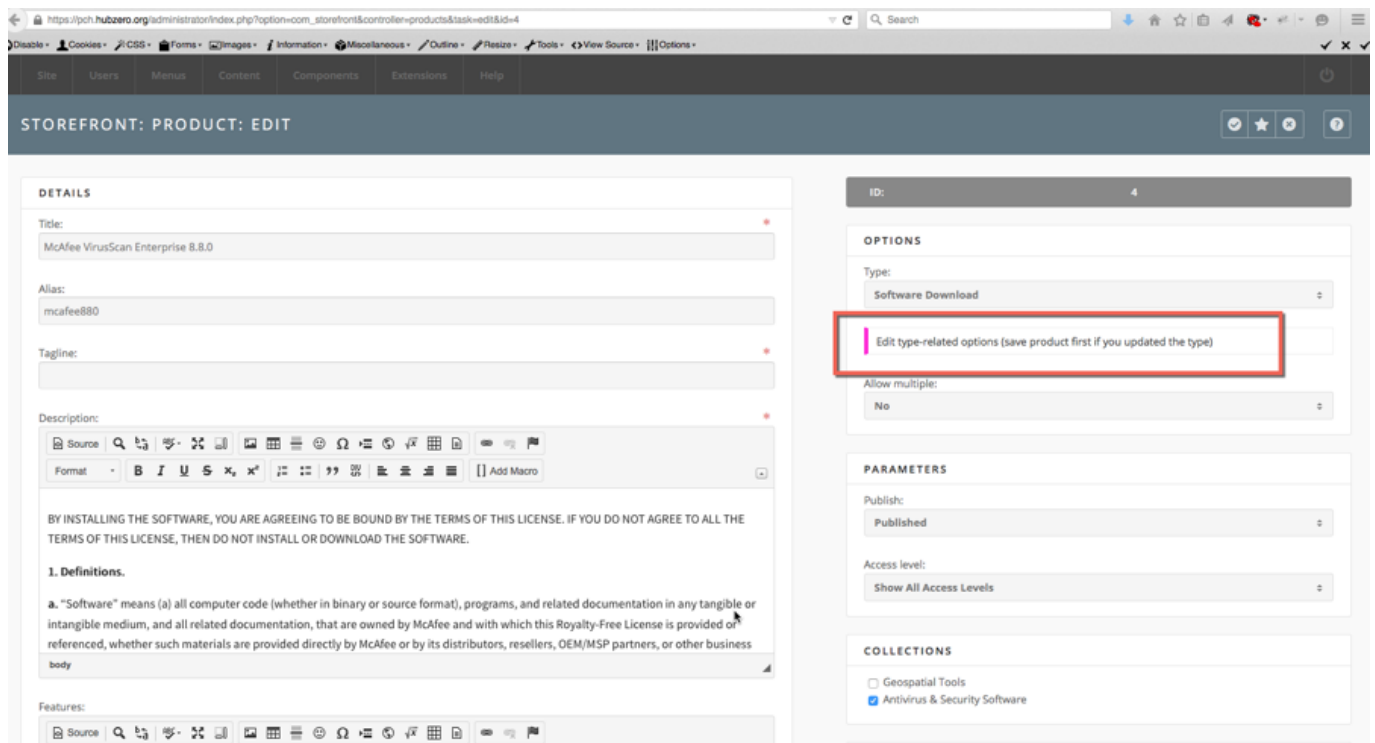 https://pch.hubzero.org/administrator/index.php?option=com_storefront&controller=products&task=edit&id=4
Search
Disable Cookies CSS Forms Images Information Miscellaneous Outline Resize Tools View Source Options
Site Users Menus Content Components Extensions Help
STOREFRONT: PRODUCT: EDIT
DETAILS
Title: *
McAfee VirusScan Enterprise 8.8.0
Alias:
mcafee880
Tagline: *
Description: *
Source
Format B I U S x₂ x² [] Add Macro
BY INSTALLING THE SOFTWARE, YOU ARE AGREEING TO BE BOUND BY THE TERMS OF THIS LICENSE. IF YOU DO NOT AGREE TO ALL THE
TERMS OF THIS LICENSE, THEN DO NOT INSTALL OR DOWNLOAD THE SOFTWARE.
1. Definitions.
a. “Software” means (a) all computer code (whether in binary or source format), programs, and related documentation in any tangible or
intangible medium, and all related documentation, that are owned by McAfee and with which this Royalty-Free License is provided or
referenced, whether such materials are provided directly by McAfee or by its distributors, resellers, OEM/MSP partners, or other business
body
Features:
Source
ID: 4
OPTIONS
Type:
Software Download
Edit type-related options (save product first if you updated the type)
Allow multiple:
No
PARAMETERS
Publish:
Published
Access level:
Show All Access Levels
COLLECTIONS
Geospatial Tools
Antivirus & Security Software